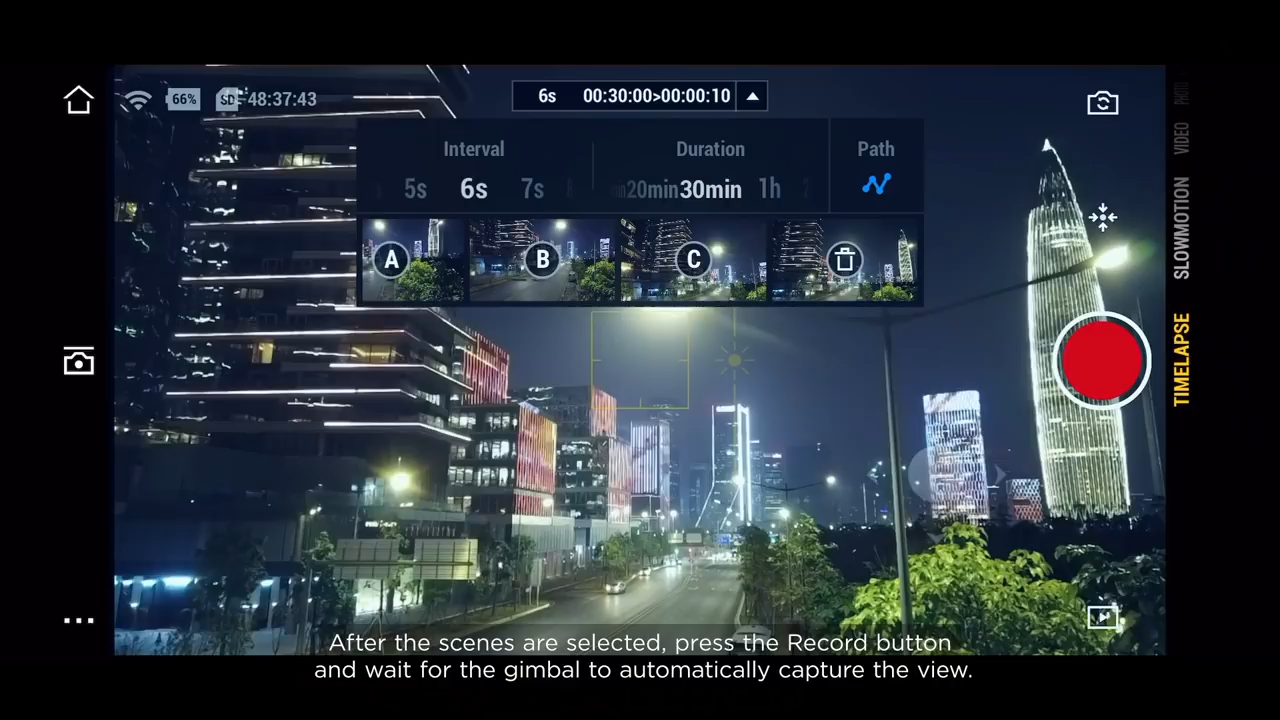 66%
SD
48:37:43
6s 00:30:00>00:00:10
Interval Duration Path
5s 6s 7s 20min 30min 1h
A B C
PHOTO
VIDEO
SLOWMOTION
TIMELAPSE
After the scenes are selected, press the Record button
and wait for the gimbal to automatically capture the view.